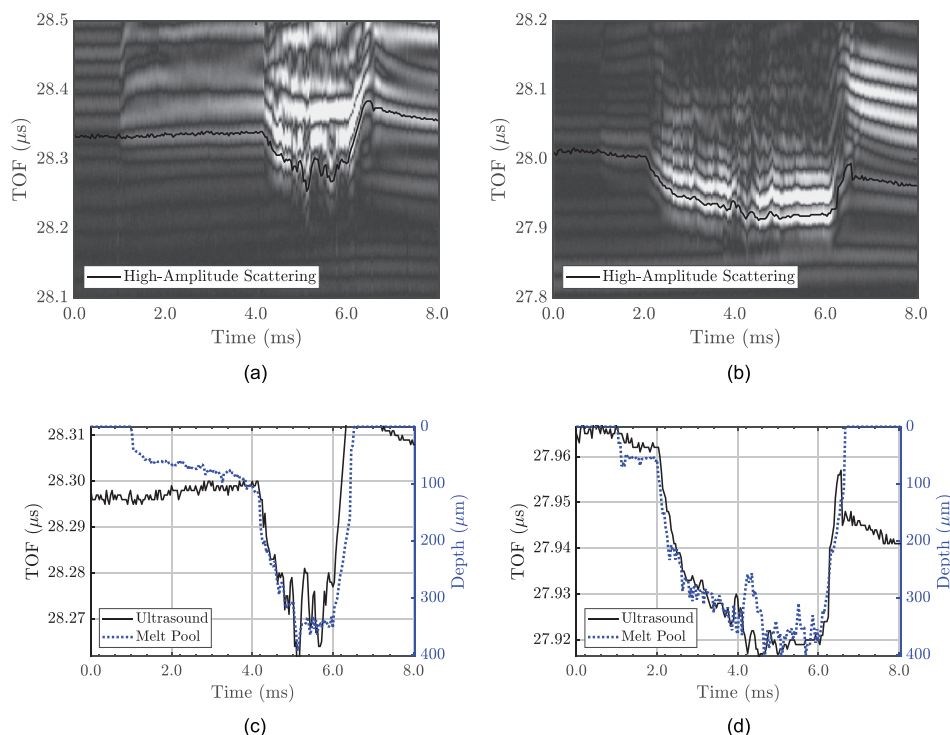 28.5
28.4
28.3
28.2
28.1
TOF (μs)
High-Amplitude Scattering
0.0 2.0 4.0 6.0 8.0
Time (ms)
(a)
28.2
28.1
28.0
27.9
27.8
TOF (μs)
High-Amplitude Scattering
0.0 2.0 4.0 6.0 8.0
Time (ms)
(b)
28.31
28.30
28.29
28.28
28.27
TOF (μs)
0
100
200
300
400
Depth (μm)
Ultrasound
Melt Pool
0.0 2.0 4.0 6.0 8.0
Time (ms)
(c)
27.96
27.95
27.94
27.93
27.92
TOF (μs)
0
100
200
300
400
Depth (μm)
Ultrasound
Melt Pool
0.0 2.0 4.0 6.0 8.0
Time (ms)
(d)